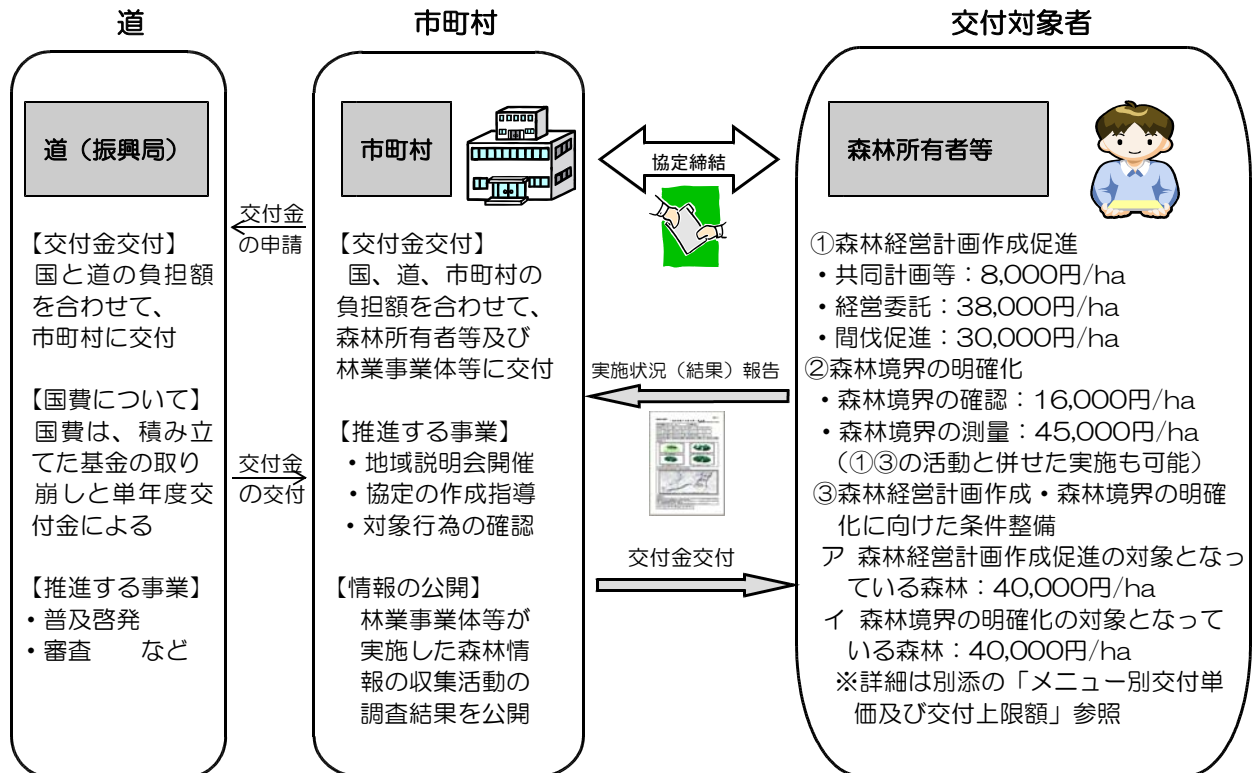 道
市町村
交付対象者
道（振興局）
【交付金交付】
国と道の負担額
を合わせて、
市町村に交付
【国費について】
国費は、積み立
てた基金の取り
崩しと単年度交
付金による
【推進する事業】
・普及啓発
・審査　　など
交付金
の申請
交付金
の交付
市町村
【交付金交付】
国、道、市町村の
負担額を合わせて、
森林所有者等及び
林業事業体等に交付
【推進する事業】
・地域説明会開催
・協定の作成指導
・対象行為の確認
【情報の公開】
林業事業体等が
実施した森林情
報の収集活動の
調査結果を公開
協定締結
実施状況（結果）報告
交付金交付
森林所有者等
①森林経営計画作成促進
・共同計画等：8,000円/ha
・経営委託：38,000円/ha
・間伐促進：30,000円/ha
②森林境界の明確化
・森林境界の確認：16,000円/ha
・森林境界の測量：45,000円/ha
（①③の活動と併せた実施も可能）
③森林経営計画作成・森林境界の明確
化に向けた条件整備
ア 森林経営計画作成促進の対象となっ
ている森林：40,000円/ha
イ 森林境界の明確化の対象となって
いる森林：40,000円/ha
※詳細は別添の「メニュー別交付単
価及び交付上限額」参照